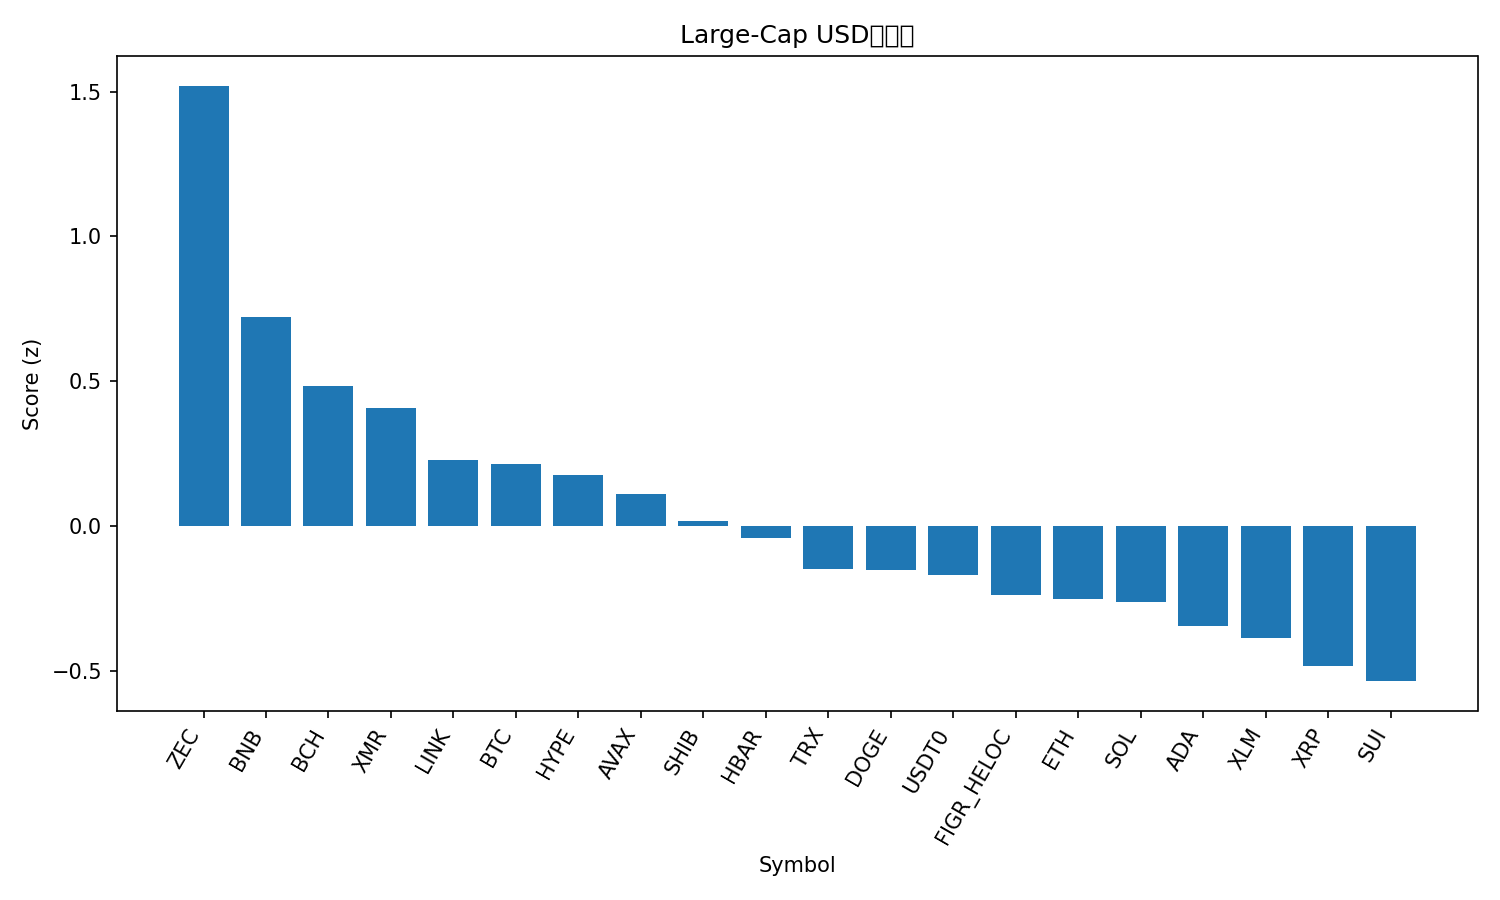 Large-Cap USD
Score (z)
1.5
1.0
0.5
0.0
−0.5
ZEC
BNB
BCH
XMR
LINK
BTC
HYPE
AVAX
SHIB
HBAR
TRX
DOGE
USDT0
FIGR_HELOC
ETH
SOL
ADA
XLM
XRP
SUI
Symbol